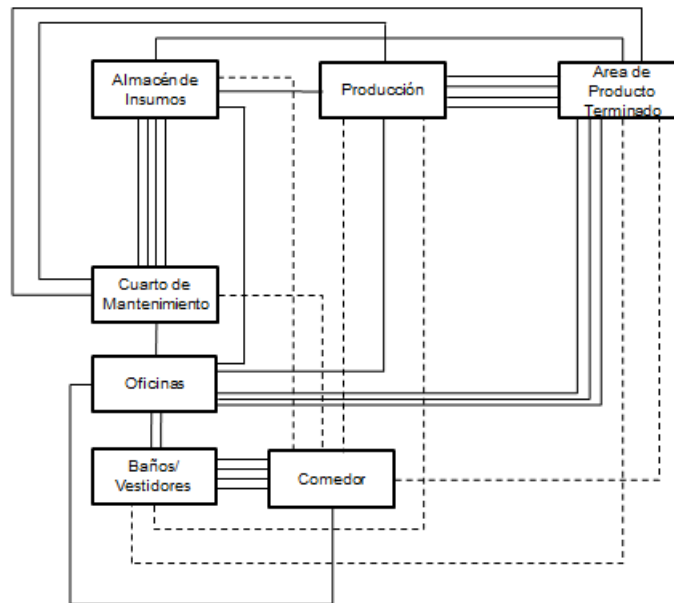 Almacén de
Insumos
Producción
Area de
Producto
Terminado
Cuarto de
Mantenimiento
Oficinas
Baños/
Vestidores
Comedor